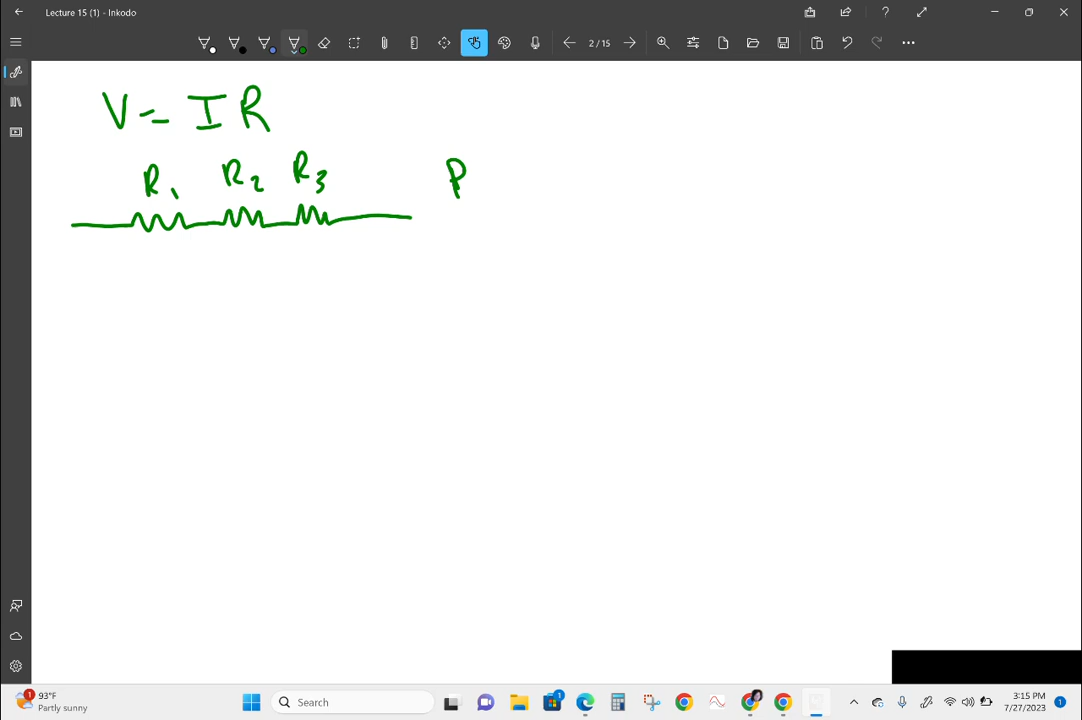 Lecture 15 (1) - Inkodo
2 / 15
V = I R
R1 R2 R3 P
93°F
Partly sunny
Search
3:15 PM
7/27/2023